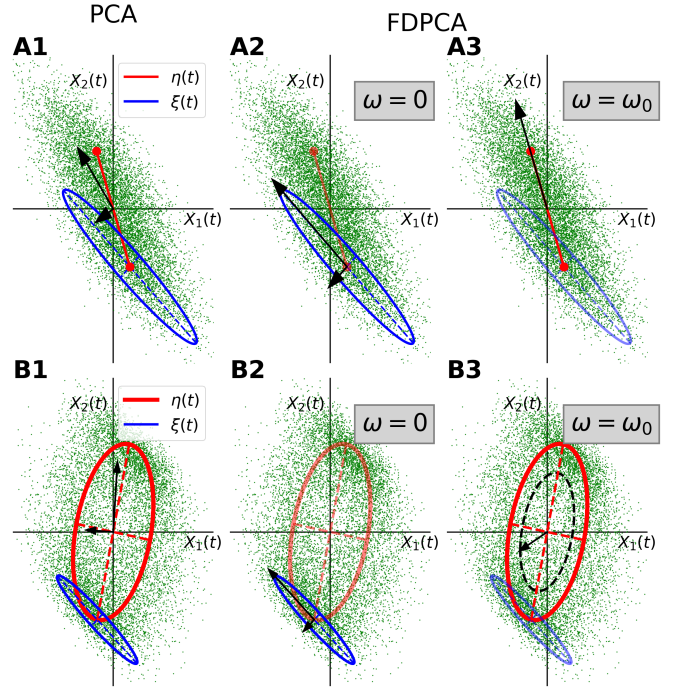 PCA
FDPCA
A1
A2
A3
X₂(t)
η(t)
ξ(t)
X₁(t)
X₂(t)
ω = 0
X₁(t)
X₂(t)
ω = ω₀
X₁(t)
B1
B2
B3
X₂(t)
η(t)
ξ(t)
X₁(t)
X₂(t)
ω = 0
X₁(t)
X₂(t)
ω = ω₀
X₁(t)